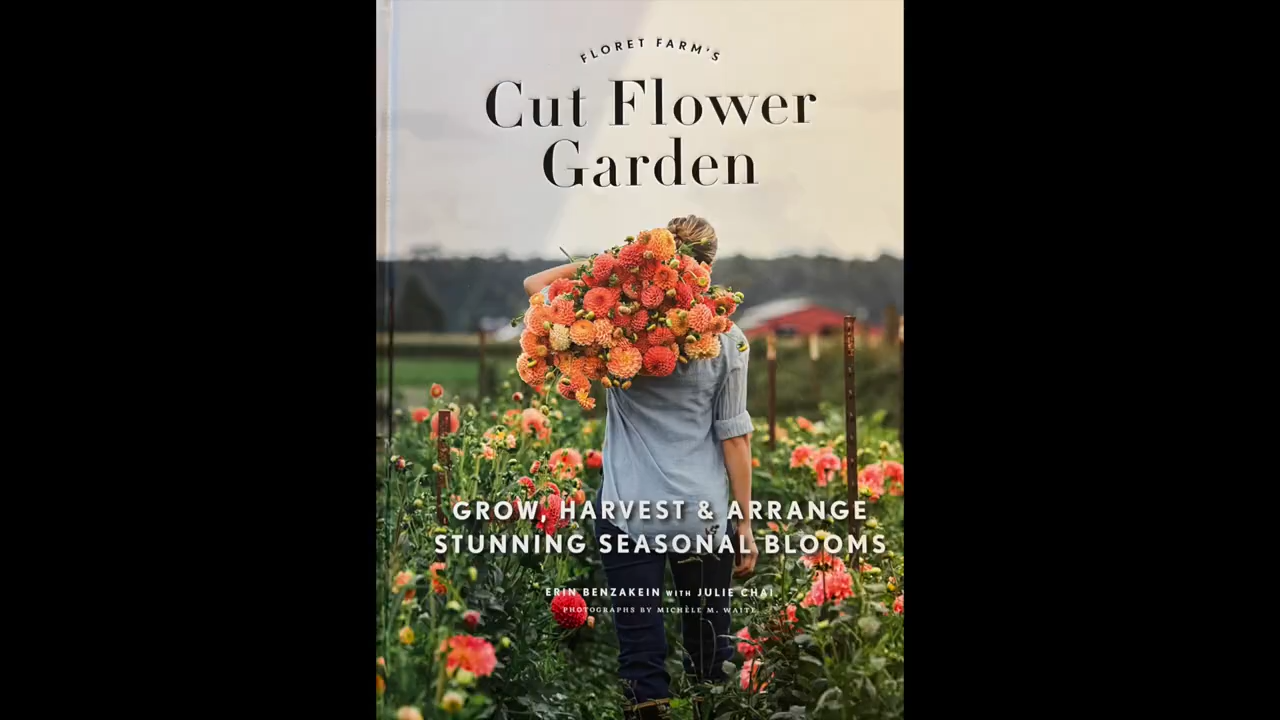 FLORET FARM'S
Cut Flower
Garden
GROW, HARVEST & ARRANGE
STUNNING SEASONAL BLOOMS
ERIN BENZAKEIN WITH JULIE CHAI
PHOTOGRAPHS BY MICHÈLE M. WAITE